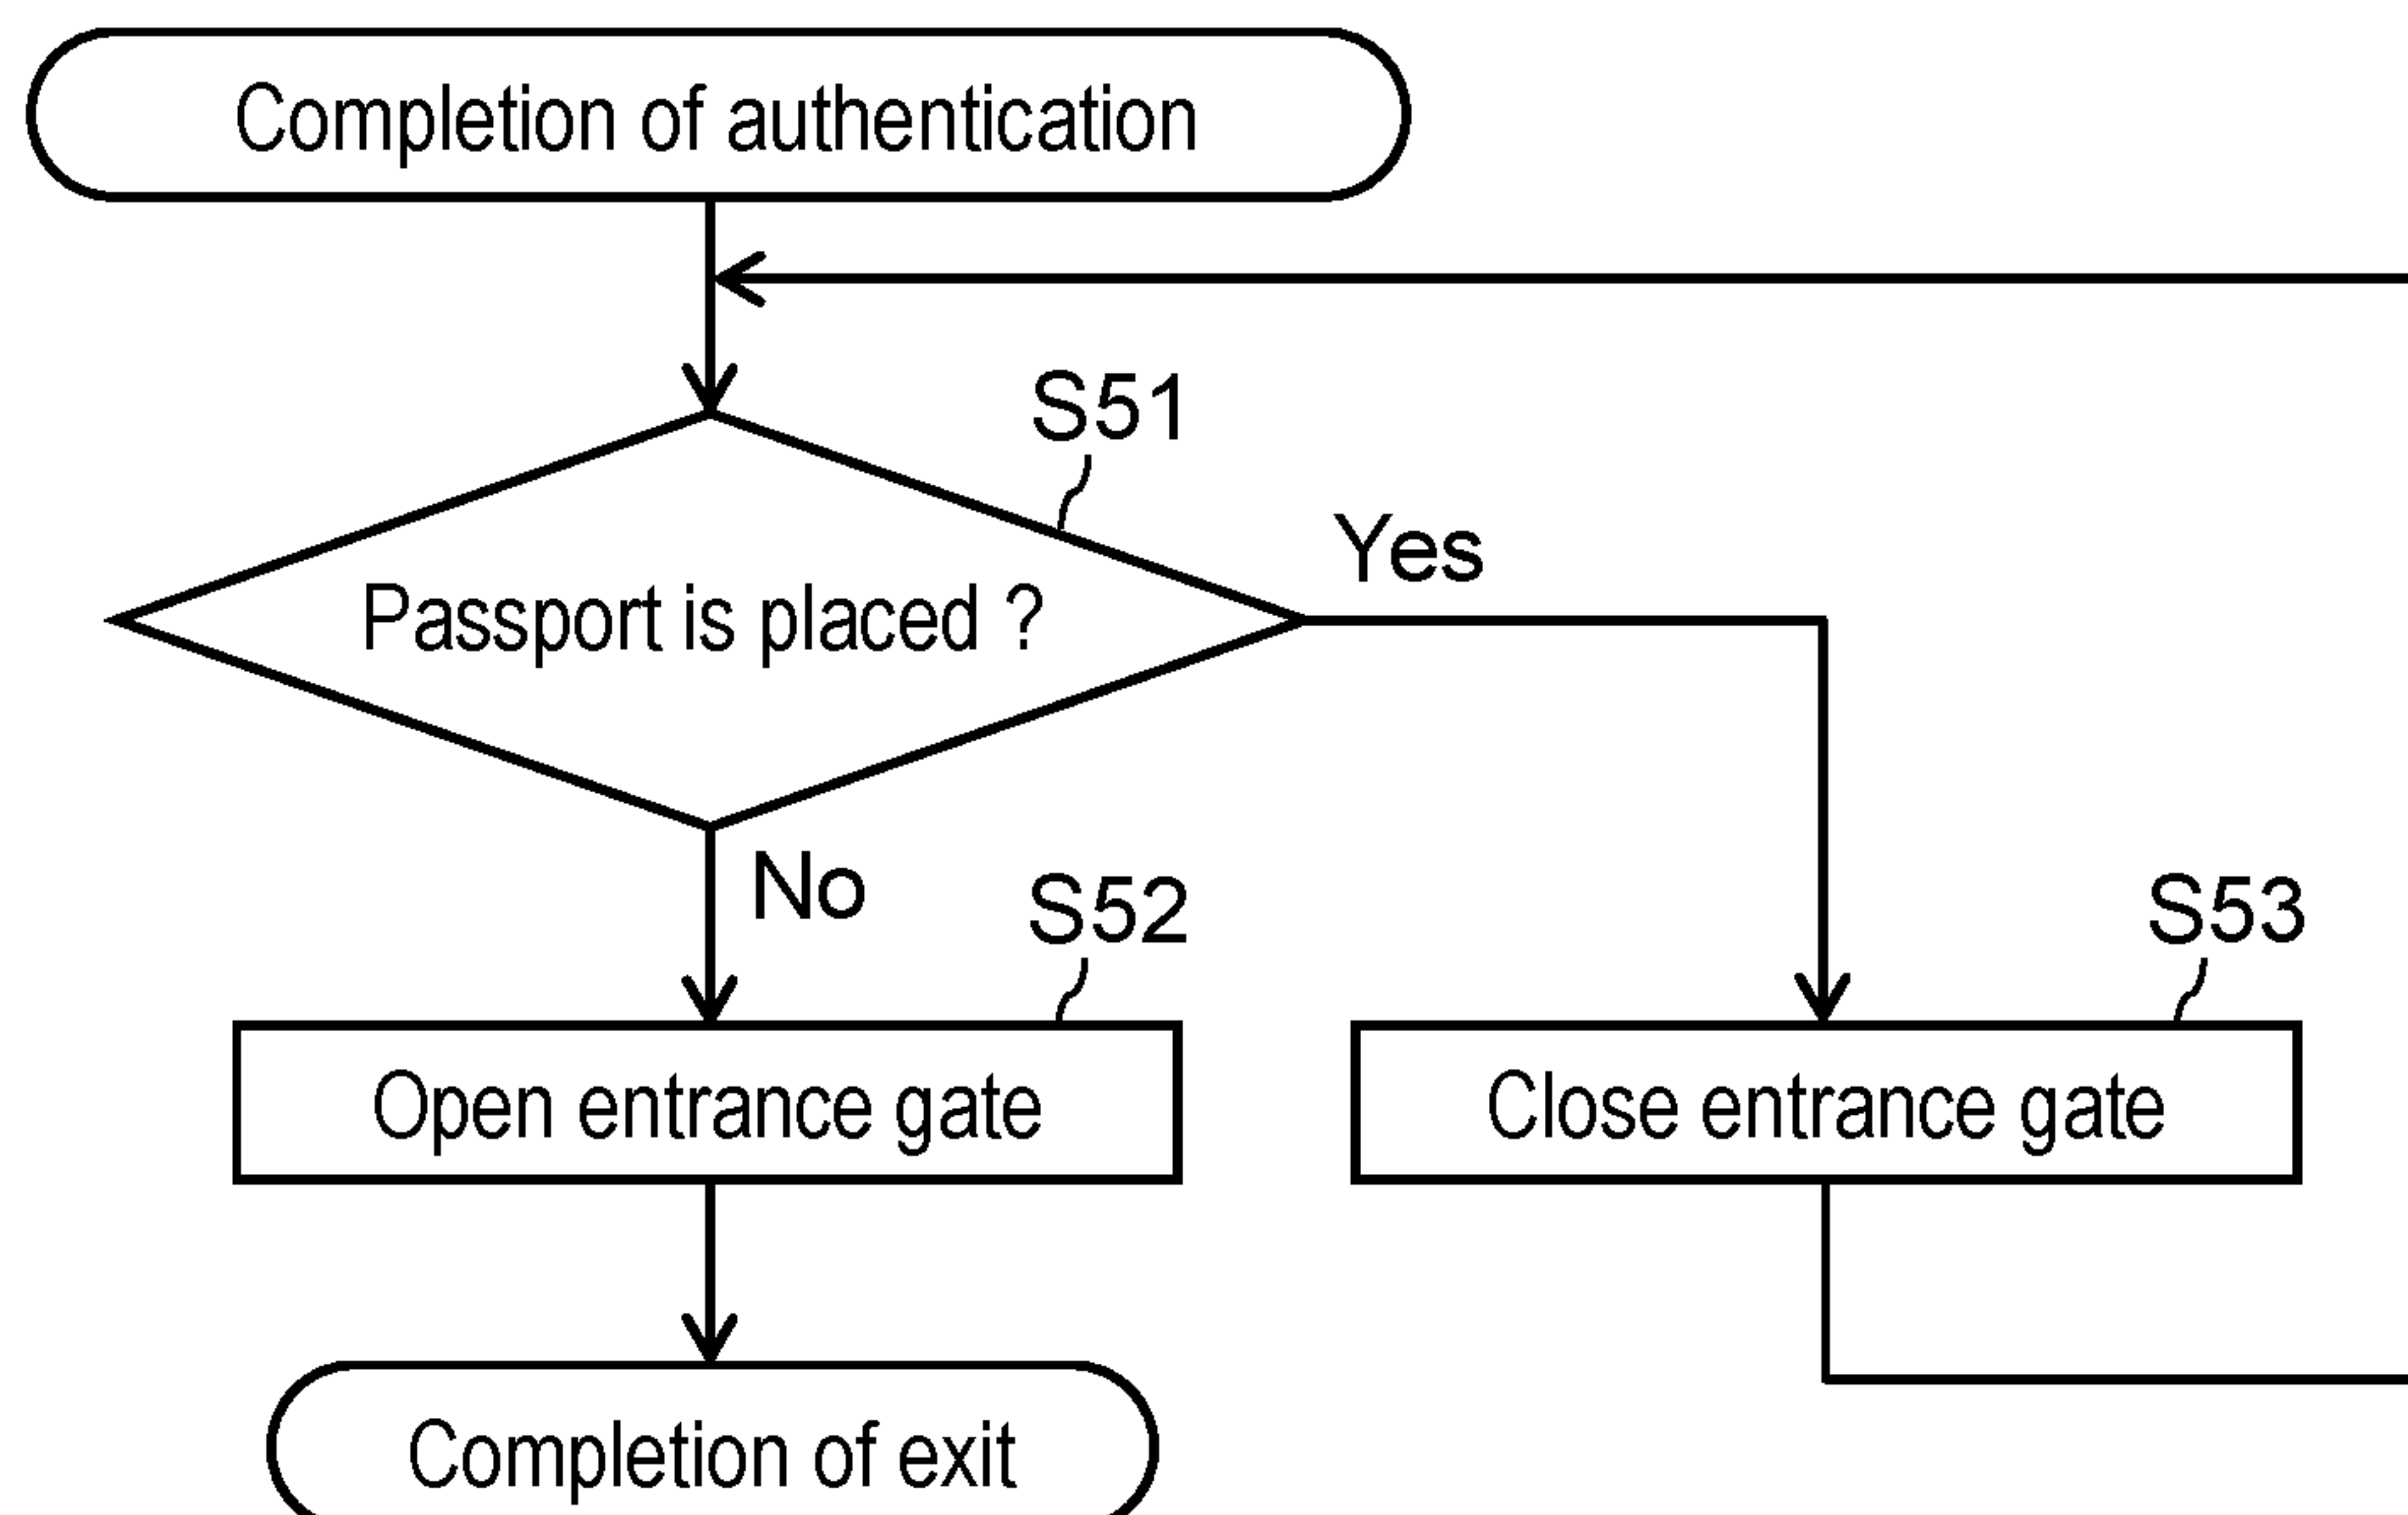 Completion of authentication
S51
Yes
Passport is placed ?
No
S52
S53
Open entrance gate
Close entrance gate
Completion of exit